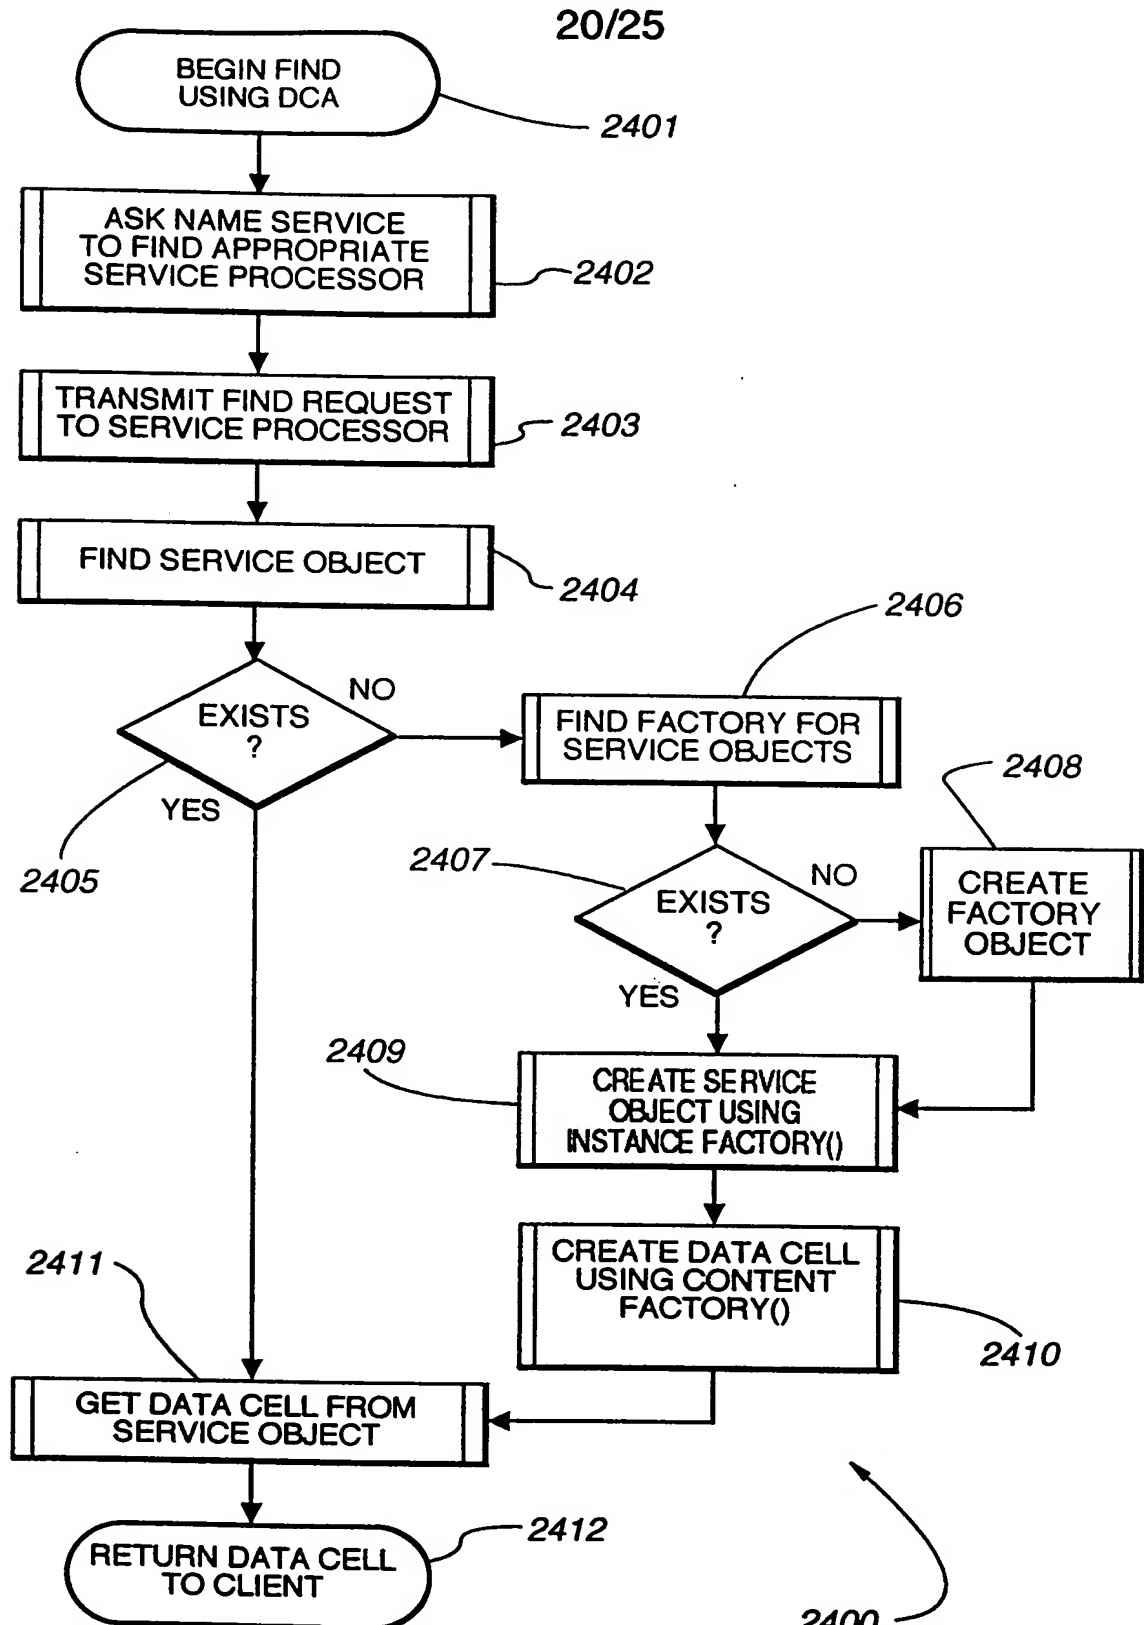 20/25
BEGIN FIND
USING DCA
2401
ASK NAME SERVICE
TO FIND APPROPRIATE
SERVICE PROCESSOR
2402
TRANSMIT FIND REQUEST
TO SERVICE PROCESSOR
2403
FIND SERVICE OBJECT
2404
2406
EXISTS
?
NO
YES
2405
FIND FACTORY FOR
SERVICE OBJECTS
2408
2407
EXISTS
?
NO
YES
CREATE
FACTORY
OBJECT
2409
CREATE SERVICE
OBJECT USING
INSTANCE FACTORY()
CREATE DATA CELL
USING CONTENT
FACTORY()
2410
2411
GET DATA CELL FROM
SERVICE OBJECT
2412
RETURN DATA CELL
TO CLIENT
2400